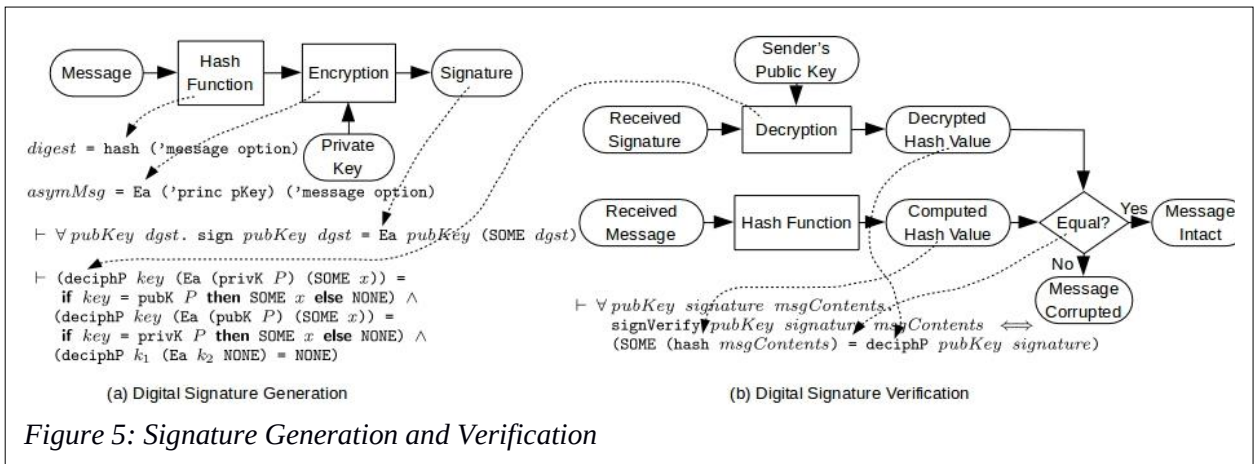 Message
Hash
Function
Encryption
Signature
Private
Key
digest = hash ('message option)
asymMsg = Ea ('princ pKey) ('message option)
⊢ ∀ pubKey dgst. sign pubKey dgst = Ea pubKey (SOME dgst)
⊢ (deciphP key (Ea (privK P) (SOME x)) =
if key = pubK P then SOME x else NONE) ∧
(deciphP key (Ea (pubK P) (SOME x)) =
if key = privK P then SOME x else NONE) ∧
(deciphP k₁ (Ea k₂ NONE) = NONE)
(a) Digital Signature Generation
Sender's
Public Key
Received
Signature
Decryption
Decrypted
Hash Value
Received
Message
Hash Function
Computed
Hash Value
Equal?
Yes
Message
Intact
No
Message
Corrupted
⊢ ∀ pubKey signature msgContents.
signVerify pubKey signature msgContents ⟺
(SOME (hash msgContents) = deciphP pubKey signature)
(b) Digital Signature Verification
Figure 5: Signature Generation and Verification